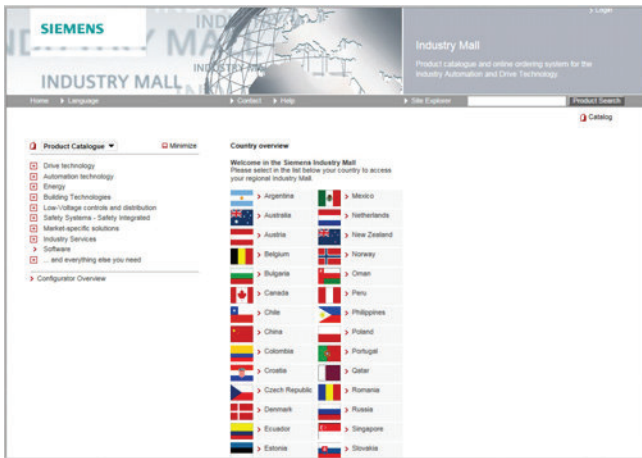 Login
SIEMENS
INDUSTRY MALL
Industry Mall
Product catalogue and online ordering system for the
Industry Automation and Drive Technology
Home Language Contact Help Site Explorer Product Search
Catalog
Product Catalogue Minimize
Drive technology
Automation technology
Energy
Building Technologies
Low-Voltage controls and distribution
Safety Systems - Safety Integrated
Market-specific solutions
Industry Services
Software
... and everything else you need
Configurator Overview
Country overview
Welcome in the Siemens Industry Mall
Please select in the list below your country to access
your regional Industry Mall.
Argentina Mexico
Australia Netherlands
Austria New Zealand
Belgium Norway
Bulgaria Oman
Canada Peru
Chile Philippines
China Poland
Colombia Portugal
Croatia Qatar
Czech Republic Romania
Denmark Russia
Ecuador Singapore
Estonia Slovakia